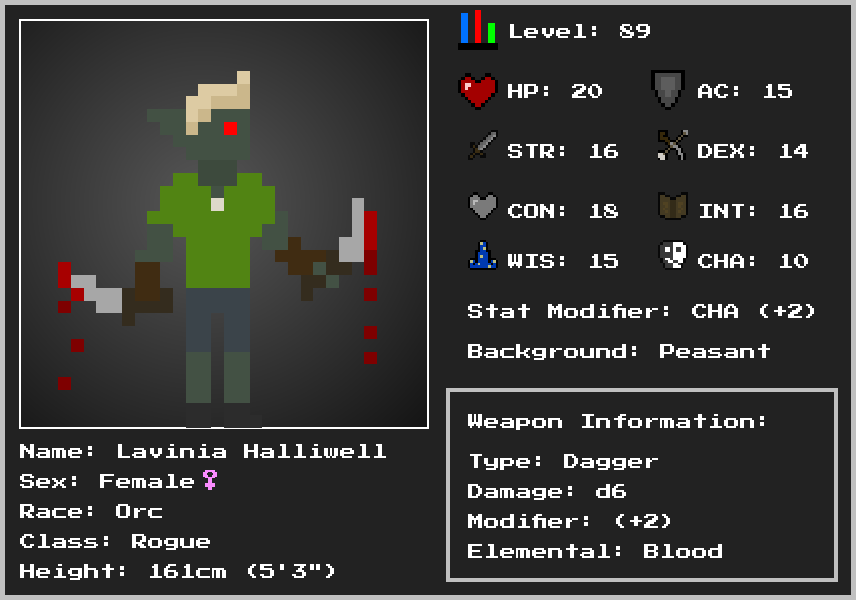 Level: 89
HP: 20 AC: 15
STR: 16 DEX: 14
CON: 18 INT: 16
WIS: 15 CHA: 10
Stat Modifier: CHA (+2)
Background: Peasant
Name: Lavinia Halliwell
Sex: Female♀
Race: Orc
Class: Rogue
Height: 161cm (5'3")
Weapon Information:
Type: Dagger
Damage: d6
Modifier: (+2)
Elemental: Blood